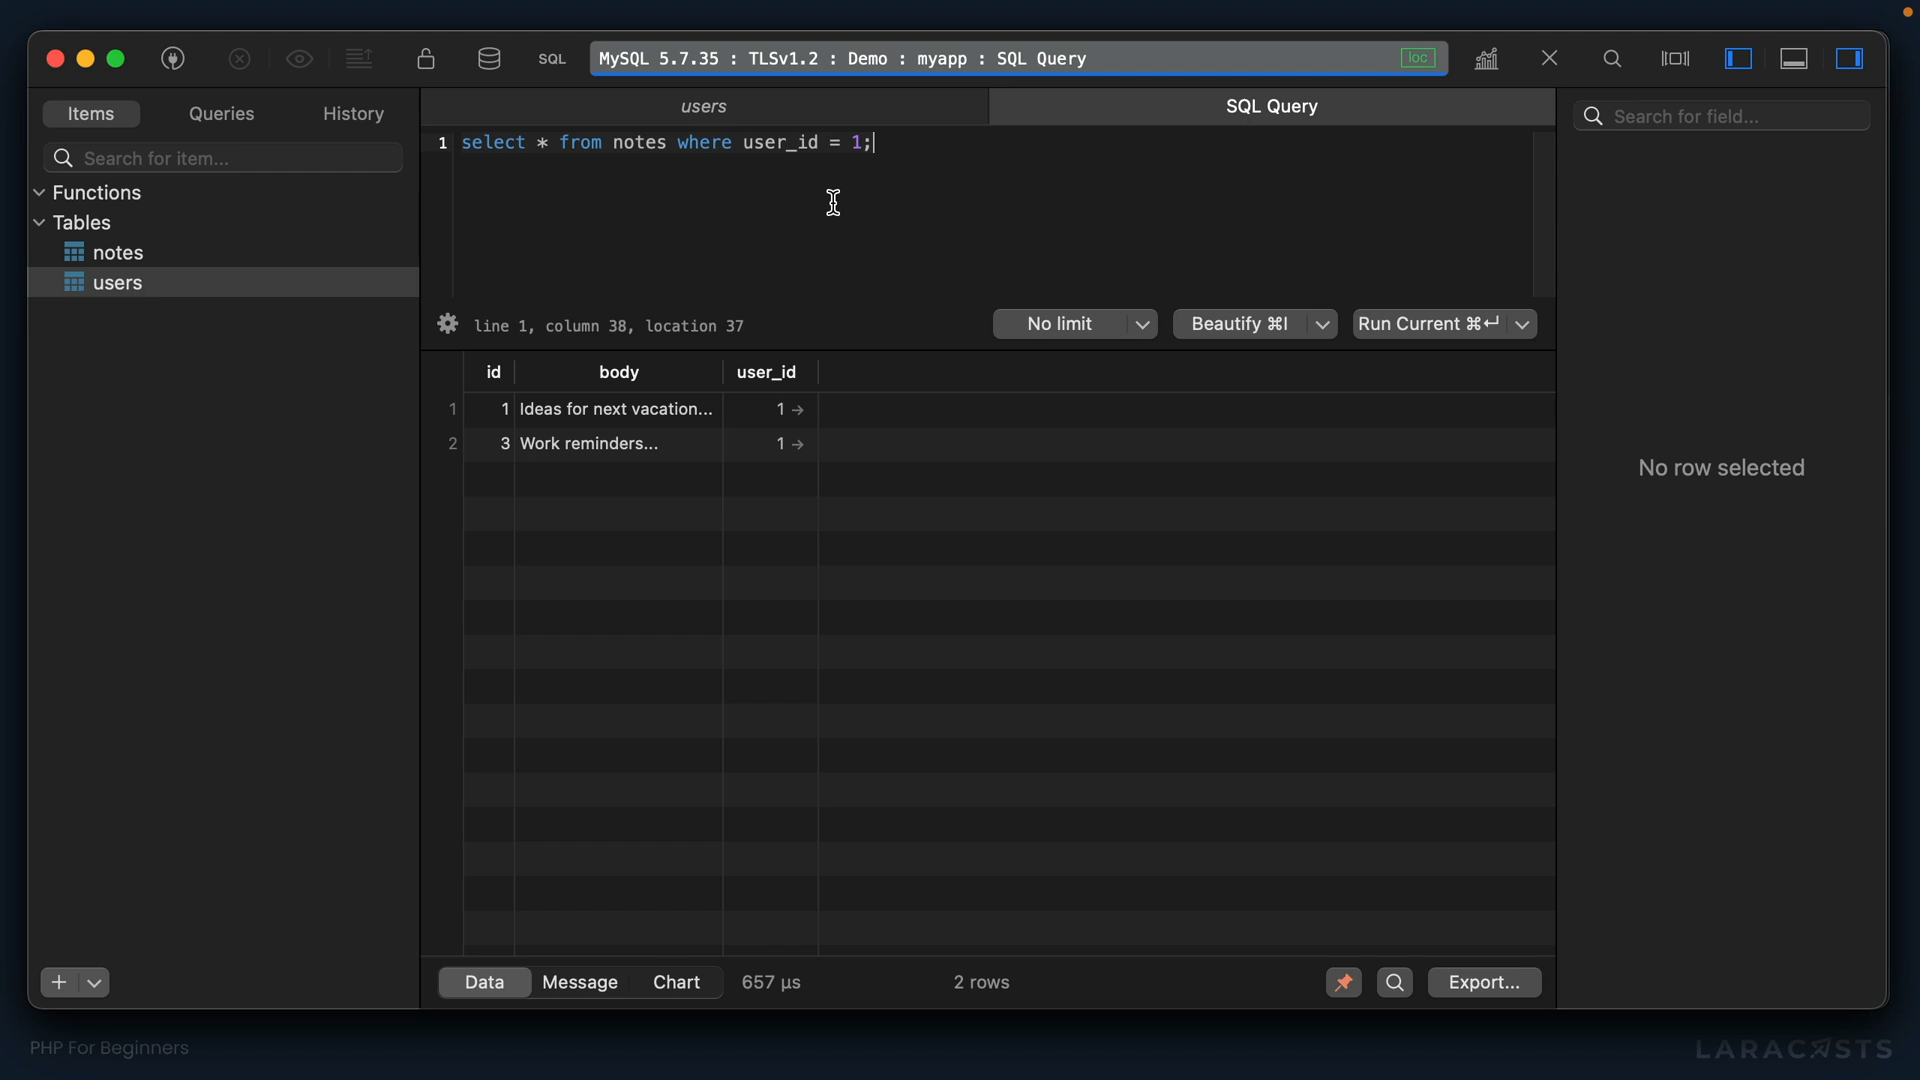 SQL
MySQL 5.7.35 : TLSv1.2 : Demo : myapp : SQL Query
loc
Items
Queries
History
Search for item...
Functions
Tables
notes
users
users
SQL Query
1 select * from notes where user_id = 1;
line 1, column 38, location 37
No limit
Beautify ⌘I
Run Current ⌘↵
id body user_id
1 1 Ideas for next vacation... 1 →
2 3 Work reminders... 1 →
Data
Message
Chart
657 µs
2 rows
Export...
Search for field...
No row selected
PHP For Beginners
LARACASTS